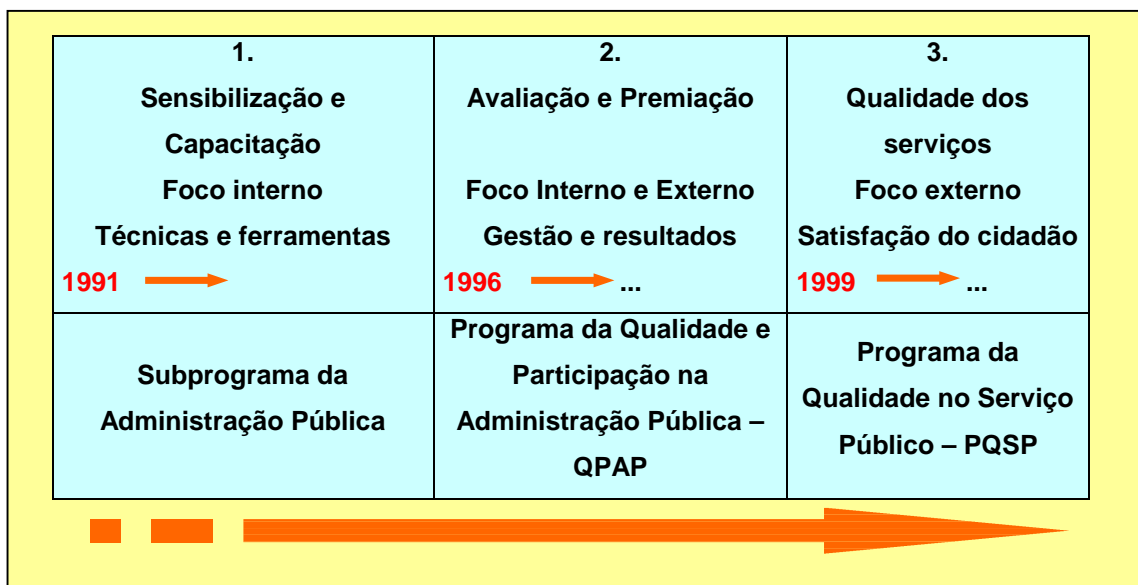 1.
Sensibilização e
Capacitação
Foco interno
Técnicas e ferramentas
1991
2.
Avaliação e Premiação
Foco Interno e Externo
Gestão e resultados
1996 ...
3.
Qualidade dos
serviços
Foco externo
Satisfação do cidadão
1999 ...
Subprograma da
Administração Pública
Programa da Qualidade e
Participação na
Administração Pública –
QPAP
Programa da
Qualidade no Serviço
Público – PQSP